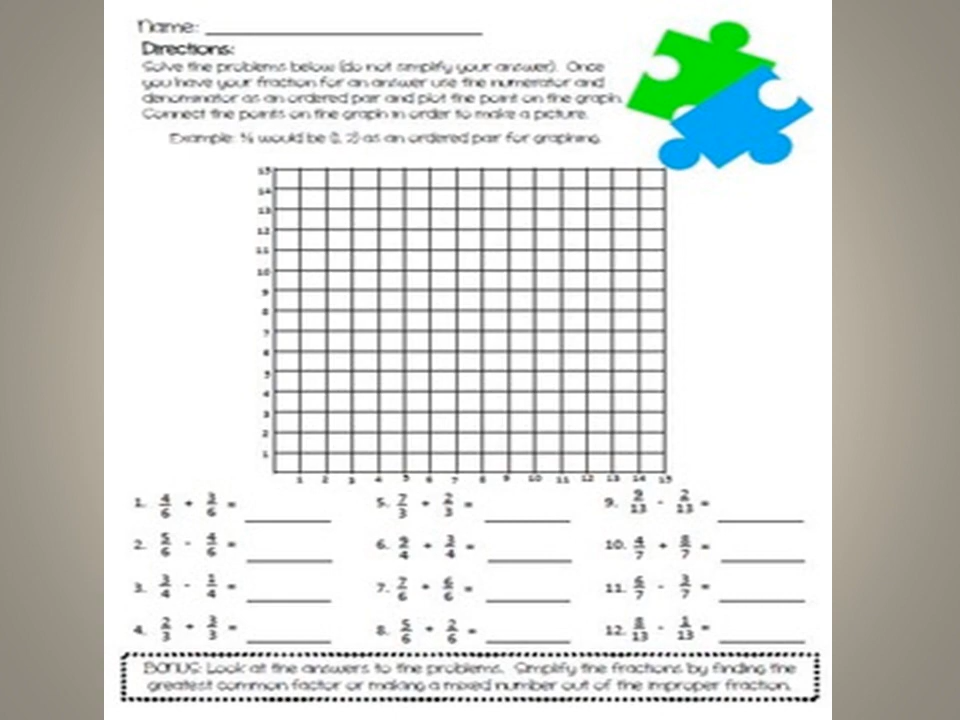 Name:
Directions:
Solve the problems below (do not simplify your answer). Once
you have your fraction for an answer use the numerator and
denominator as an ordered pair and plot the point on the graph.
Connect the points on the graph in order to make a picture.
Example: ½ would be (1, 2) as an ordered pair for graphing.
15
14
13
12
11
10
9
8
7
6
5
4
3
2
1
1 2 3 4 5 6 7 8 9 10 11 12 13 14 15
1. 4/6 + 3/6 =
5. 7/3 + 2/3 =
9. 9/13 - 2/13 =
2. 5/6 - 4/6 =
6. 9/4 + 3/4 =
10. 4/7 + 8/7 =
3. 3/4 - 1/4 =
7. 7/6 + 6/6 =
11. 6/7 - 3/7 =
4. 2/3 + 3/3 =
8. 5/6 + 2/6 =
12. 8/13 - 1/13 =
BONUS: Look at the answers to the problems. Simplify the fractions by finding the
greatest common factor or making a mixed number out of the improper fraction.